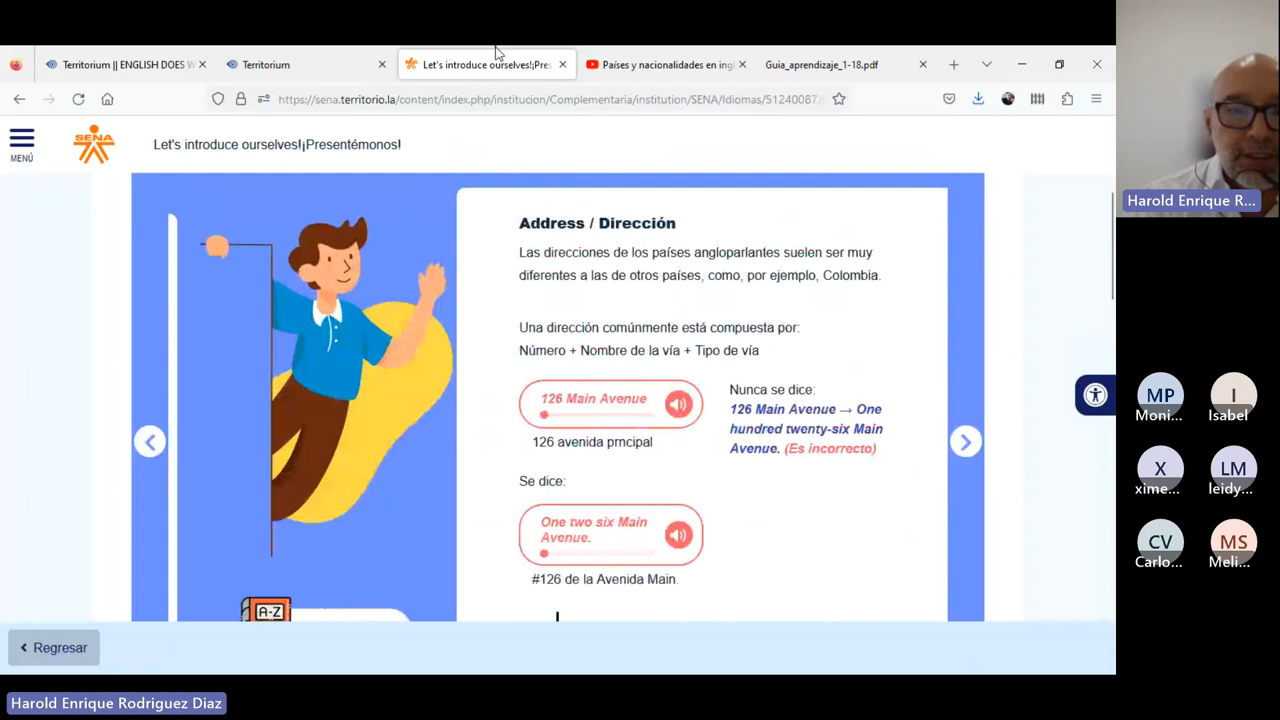 Territorium || ENGLISH DOES W
Territorium
Let's introduce ourselves!¡Pres
Países y nacionalidades en ing
Guia_aprendizaje_1-18.pdf
https://sena.territorio.la/content/index.php/institucion/Complementaria/institution/SENA/Idiomas/51240087/
MENÚ
SENA
Let's introduce ourselves!¡Presentémonos!
Address / Dirección
Las direcciones de los países angloparlantes suelen ser muy
diferentes a las de otros países, como, por ejemplo, Colombia.
Una dirección comúnmente está compuesta por:
Número + Nombre de la vía + Tipo de vía
126 Main Avenue
126 avenida prncipal
Nunca se dice:
126 Main Avenue → One
hundred twenty-six Main
Avenue. (Es incorrecto)
Se dice:
One two six Main
Avenue.
#126 de la Avenida Main.
A-Z
Regresar
Harold Enrique Rodriguez Diaz
Harold Enrique R...
MP
Moni...
I
Isabel
X
xime...
LM
leidy...
CV
Carlo...
MS
Meli...